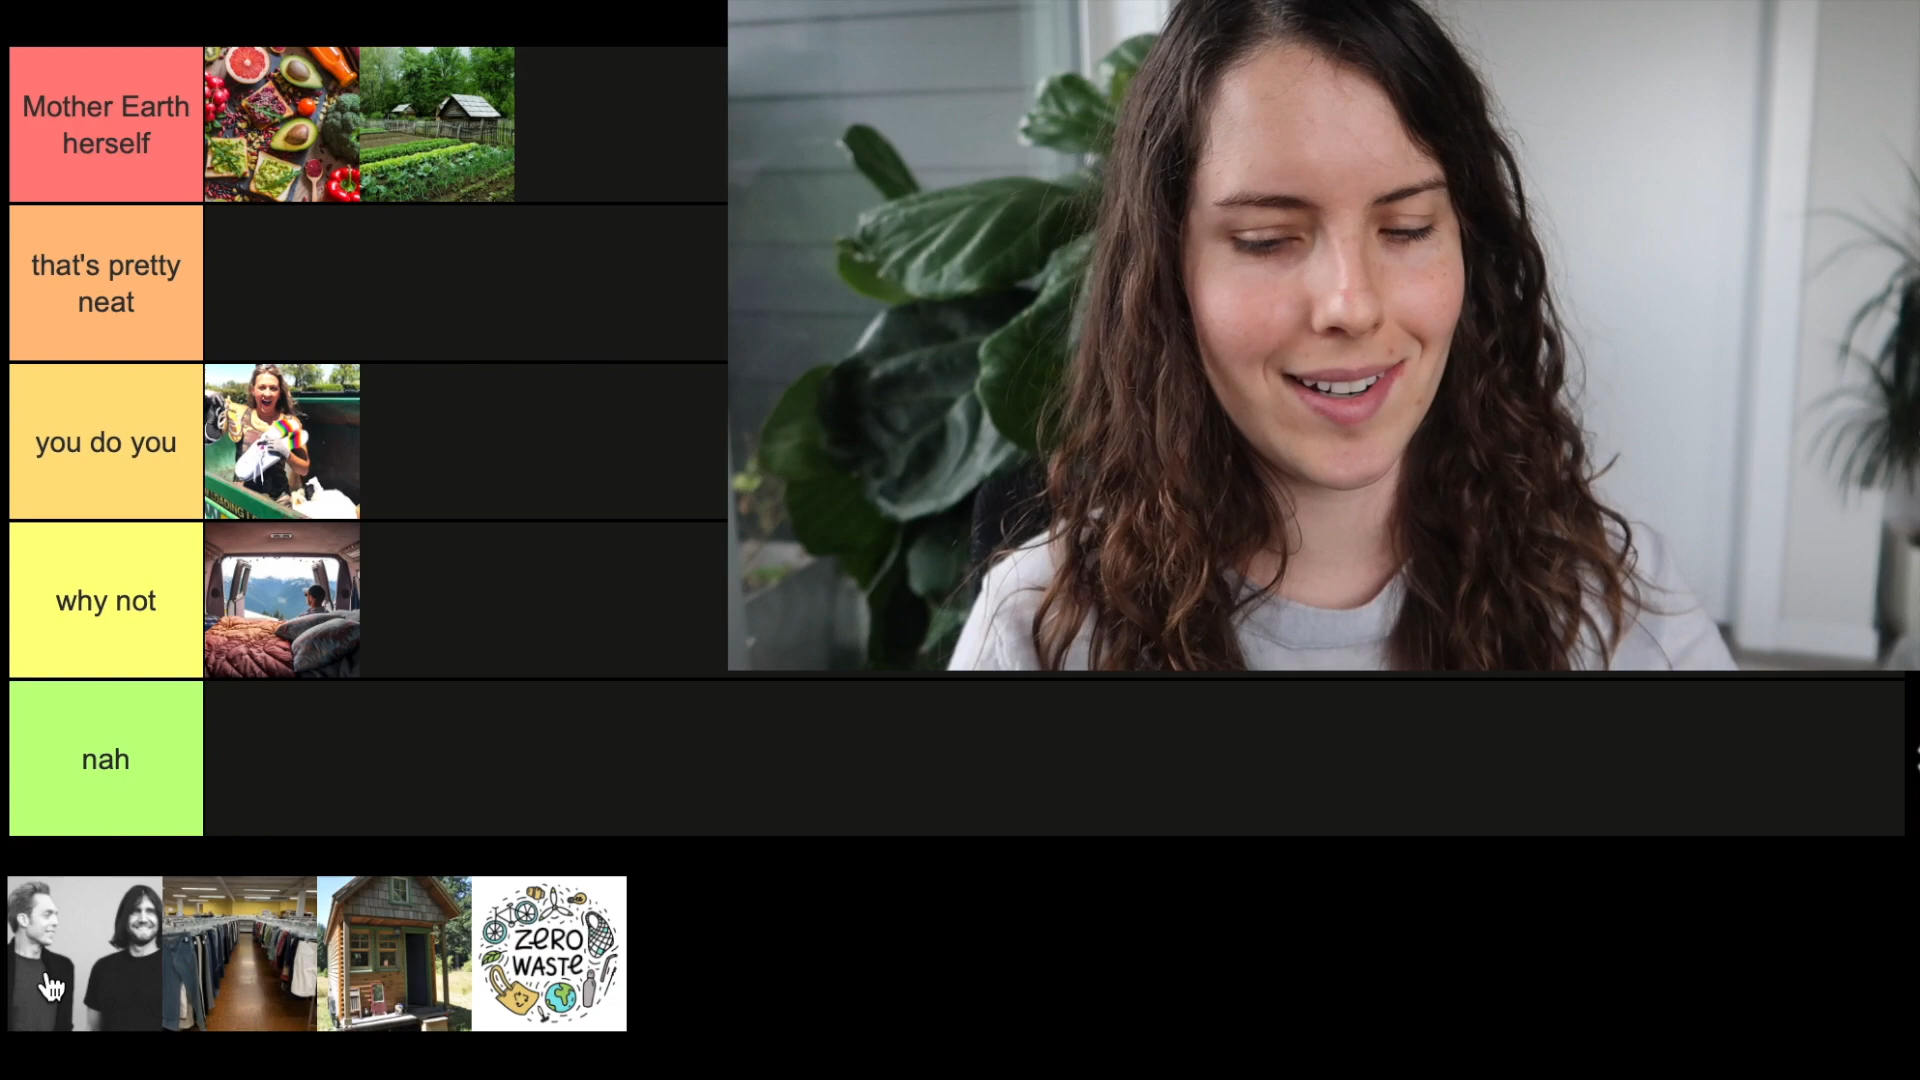 Mother Earth
herself
that's pretty
neat
you do you
why not
nah
ZERO
WASTE